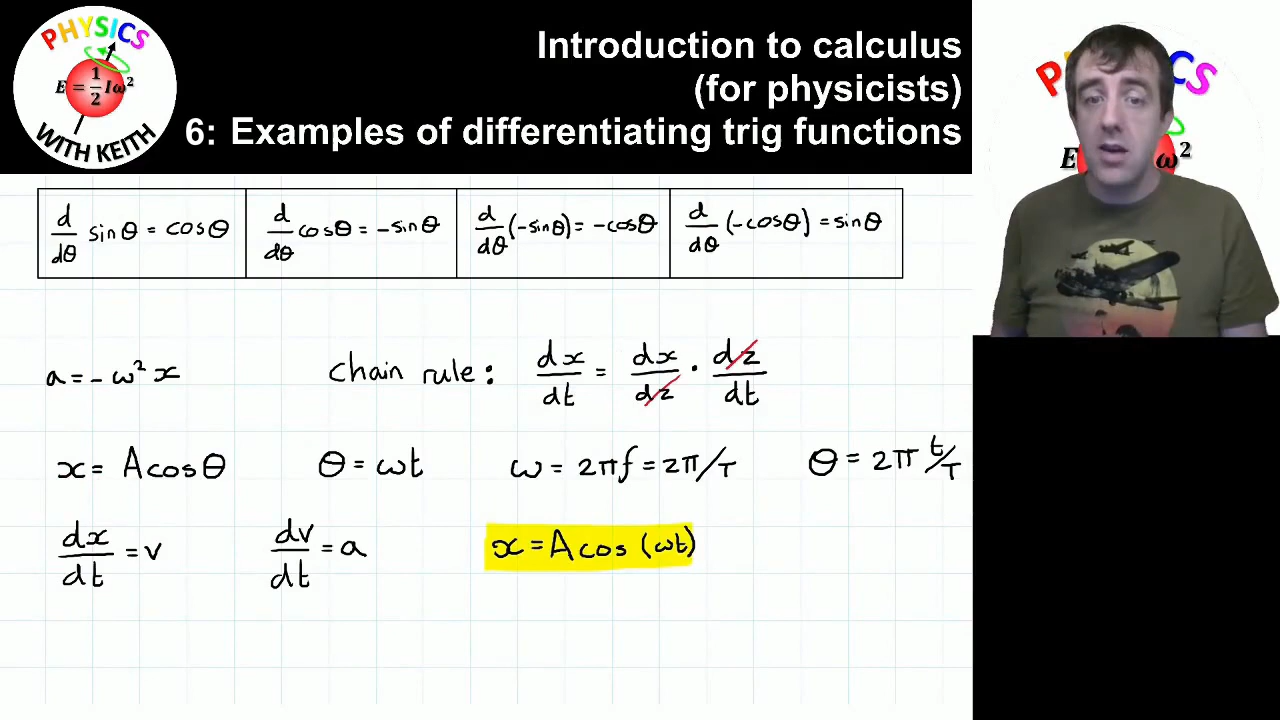 PHYSICS
E = 1/2 Iω²
WITH KEITH
Introduction to calculus
(for physicists)
6: Examples of differentiating trig functions
P CS
E ω²
d/dθ sinθ = cosθ
d/dθ cosθ = -sinθ
d/dθ (-sinθ) = -cosθ
d/dθ (-cosθ) = sinθ
a = -ω²x
chain rule: dx/dt = dx/dz · dz/dt
x = A cosθ
θ = ωt
ω = 2πf = 2π/T
θ = 2π t/T
dx/dt = v
dv/dt = a
x = A cos (ωt)